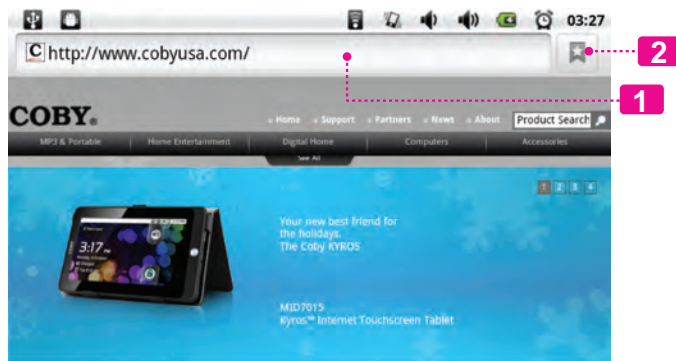 03:27
C http://www.cobyusa.com/
2
1
COBY.
Home Support Partners News About Product Search
MP3 & Portable Home Entertainment Digital Home Computers Accessories
See All
1 2 3 4
Your new best friend for
the holidays.
The Coby KYROS
3:17 PM
MID7015
Kyros™ Internet Touchscreen Tablet